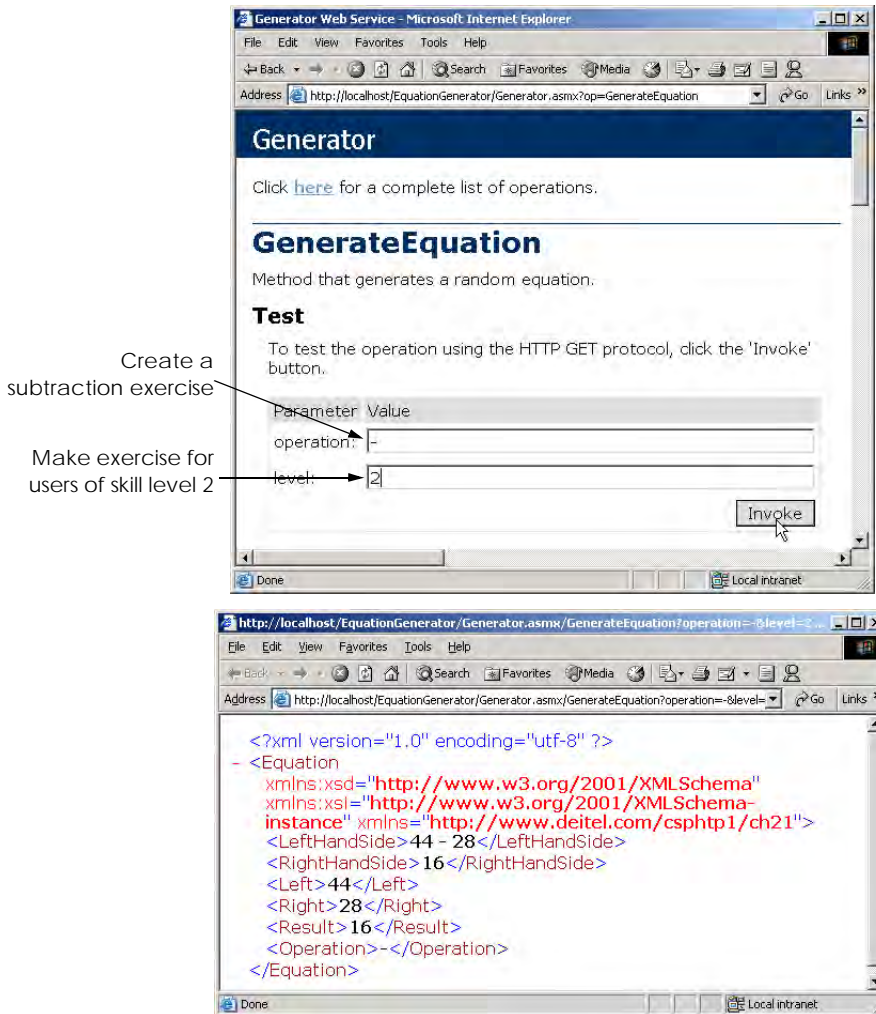 Generator Web Service - Microsoft Internet Explorer
File Edit View Favorites Tools Help
Back Search Favorites Media
Address http://localhost/EquationGenerator/Generator.asmx?op=GenerateEquation Go Links »
Generator
Click here for a complete list of operations.
GenerateEquation
Method that generates a random equation.
Test
To test the operation using the HTTP GET protocol, click the 'Invoke'
button.
Create a
subtraction exercise
Parameter Value
operation: -
Make exercise for
users of skill level 2
level: 2
Invoke
Done Local intranet
http://localhost/EquationGenerator/Generator.asmx/GenerateEquation?operation=-&level=2...
File Edit View Favorites Tools Help
Back Search Favorites Media
Address http://localhost/EquationGenerator/Generator.asmx/GenerateEquation?operation=-&level= Go Links
<?xml version="1.0" encoding="utf-8" ?>
- <Equation
xmlns:xsd="http://www.w3.org/2001/XMLSchema"
xmlns:xsi="http://www.w3.org/2001/XMLSchema-
instance" xmlns="http://www.deitel.com/csphtp1/ch21">
<LeftHandSide>44 - 28</LeftHandSide>
<RightHandSide>16</RightHandSide>
<Left>44</Left>
<Right>28</Right>
<Result>16</Result>
<Operation>-</Operation>
</Equation>
Done Local intranet